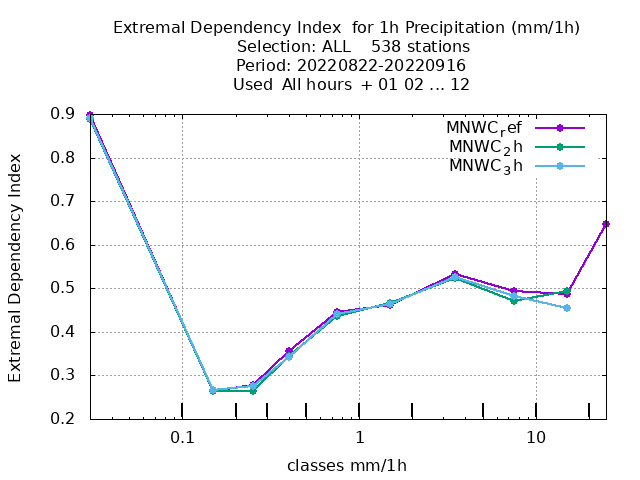 Extremal Dependency Index  for 1h Precipitation (mm/1h)
Selection: ALL    538 stations
Period: 20220822-20220916
Used  All hours  + 01 02 ... 12
MNWC_ref
MNWC_2h
MNWC_3h
Extremal Dependency Index
0.9
0.8
0.7
0.6
0.5
0.4
0.3
0.2
0.1
1
10
classes mm/1h